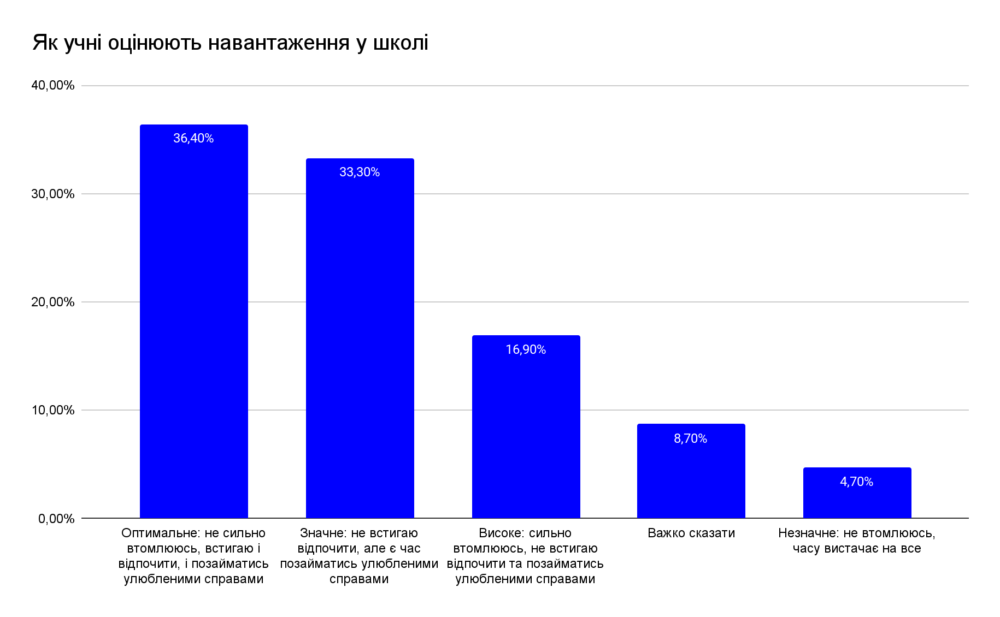 Як учні оцінюють навантаження у школі
40,00%
30,00%
20,00%
10,00%
0,00%
36,40%
33,30%
16,90%
8,70%
4,70%
Оптимальне: не сильно
втомлююсь, встигаю і
відпочити, і позайматись
улюбленими справами
Значне: не встигаю
відпочити, але є час
позайматись улюбленими
справами
Високе: сильно
втомлююсь, не встигаю
відпочити та позайматись
улюбленими справами
Важко сказати
Незначне: не втомлююсь,
часу вистачає на все